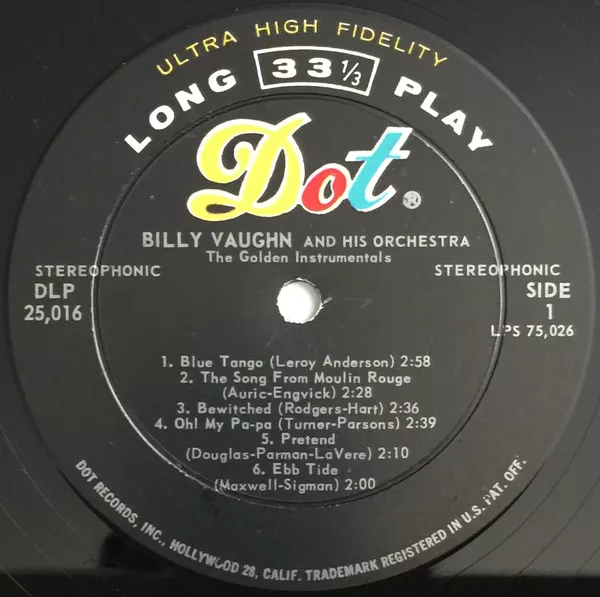 ULTRA HIGH FIDELITY
LONG 33 1/3 PLAY
Dot®
BILLY VAUGHN AND HIS ORCHESTRA
The Golden Instrumentals
STEREOPHONIC
DLP
25,016
STEREOPHONIC
SIDE
1
LPS 75,026
1. Blue Tango (Leroy Anderson) 2:58
2. The Song From Moulin Rouge
(Auric-Engvick) 2:28
3. Bewitched (Rodgers-Hart) 2:36
4. Oh! My Pa-pa (Turner-Parsons) 2:39
5. Pretend
(Douglas-Parman-LaVere) 2:10
6. Ebb Tide
(Maxwell-Sigman) 2:00
DOT RECORDS, INC., HOLLYWOOD 28, CALIF. TRADEMARK REGISTERED IN U.S. PAT. OFF.